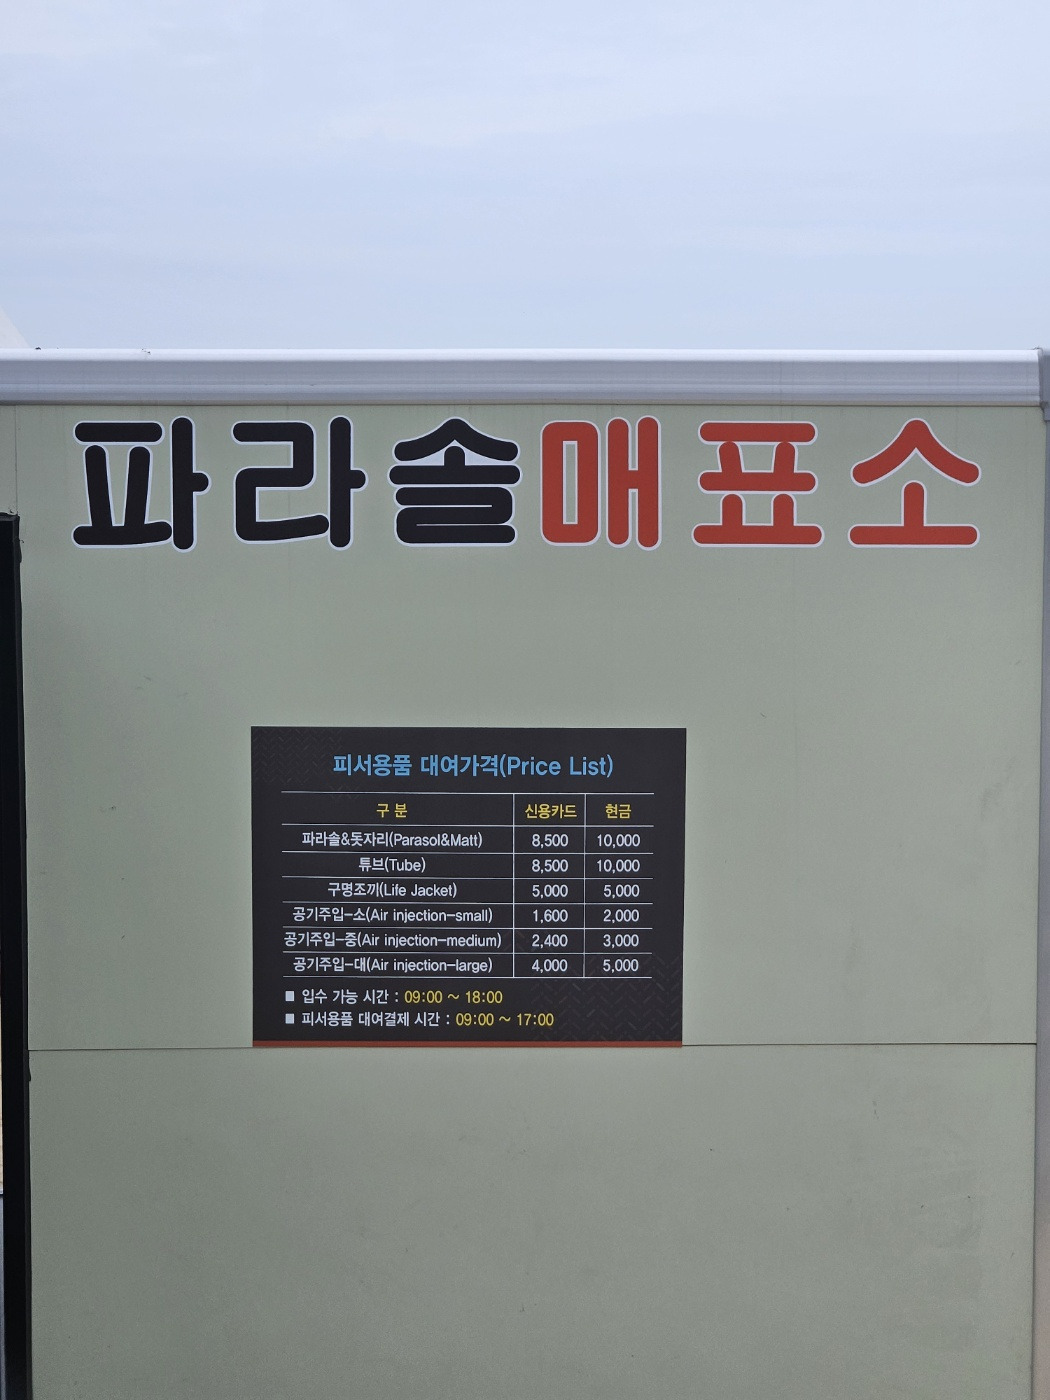 파라솔매표소
피서용품 대여가격(Price List)
구 분 신용카드 현금
파라솔&돗자리(Parasol&Matt) 8,500 10,000
튜브(Tube) 8,500 10,000
구명조끼(Life Jacket) 5,000 5,000
공기주입-소(Air injection-small) 1,600 2,000
공기주입-중(Air injection-medium) 2,400 3,000
공기주입-대(Air injection-large) 4,000 5,000
■ 입수 가능 시간 : 09:00 ~ 18:00
■ 피서용품 대여결제 시간 : 09:00 ~ 17:00